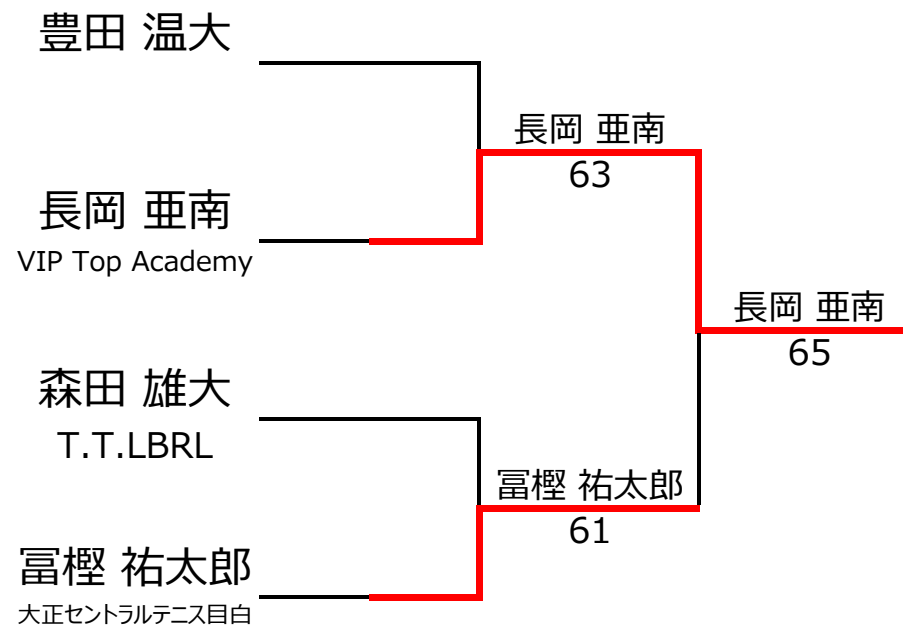 豊田 温大
長岡 亜南
63
長岡 亜南
VIP Top Academy
長岡 亜南
65
森田 雄大
T.T.LBRL
冨樫 祐太郎
61
冨樫 祐太郎
大正セントラルテニス目白